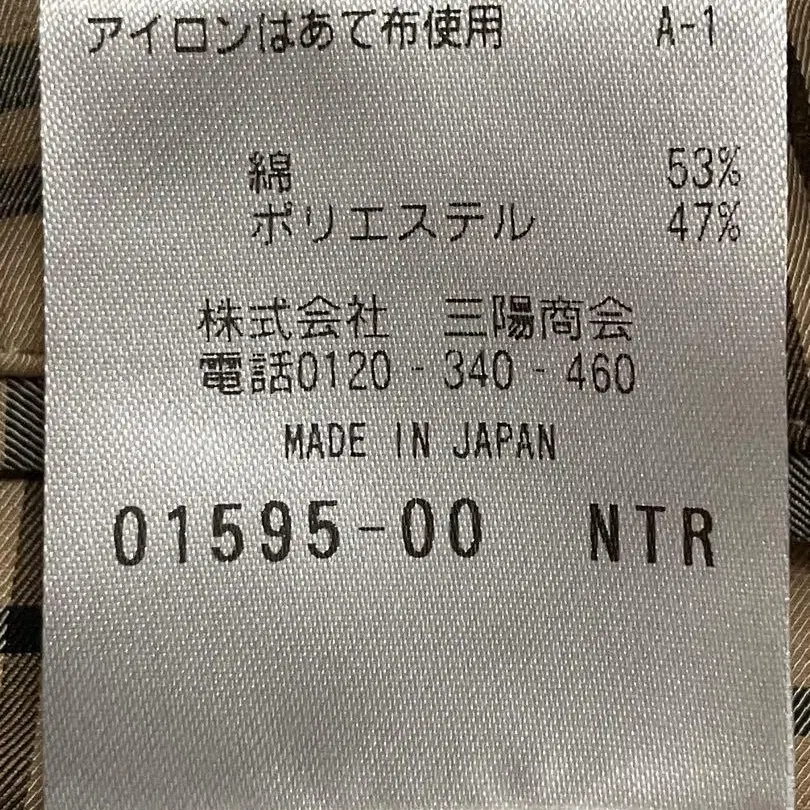 アイロンはあて布使用 A-1
綿 53%
ポリエステル 47%
株式会社 三陽商会
電話0120-340-460
MADE IN JAPAN
01595-00 NTR